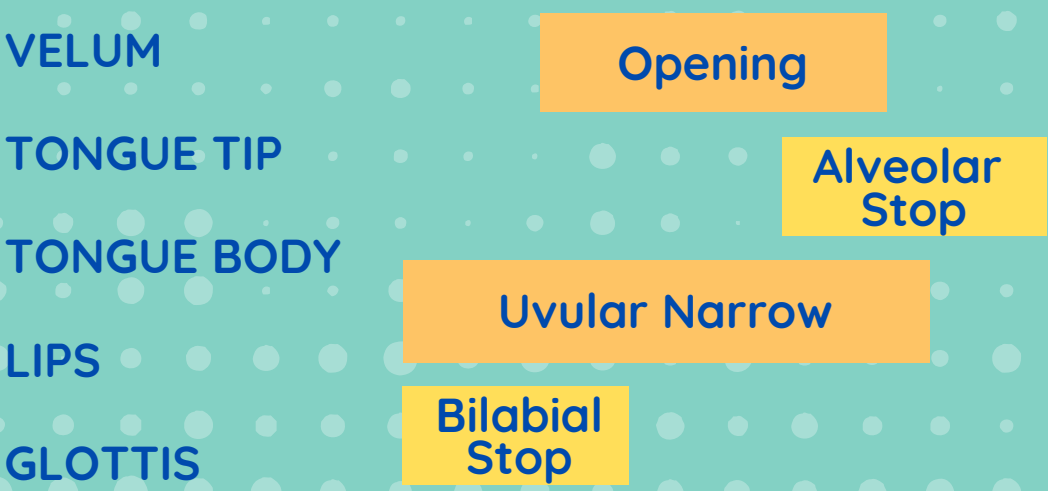 VELUM
Opening
TONGUE TIP
Alveolar
Stop
TONGUE BODY
Uvular Narrow
LIPS
Bilabial
Stop
GLOTTIS